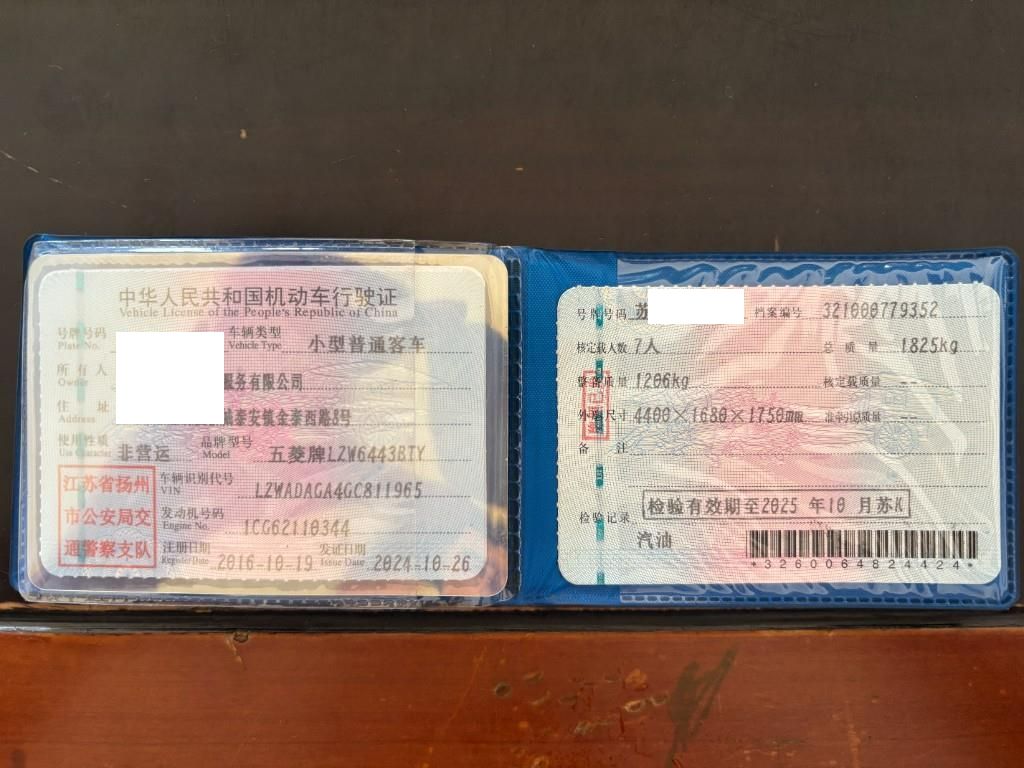 中华人民共和国机动车行驶证
Vehicle License of the People's Republic of China
号牌号码 Plate No. 车辆类型 Vehicle Type 小型普通客车
所有人 Owner 服务有限公司
住址 Address 泰安镇金泰西路8号
使用性质 Use Character 非营运 品牌型号 Model 五菱牌LZW6443BTY
车辆识别代号 VIN LZWADAGA4GC811965
发动机号码 Engine No. 1CG62110344
注册日期 Register Date 2016-10-19 发证日期 Issue Date 2024-10-26
江苏省扬州
市公安局交
通警察支队
号牌号码 苏 档案编号 321000779352
核定载人数 7人 总质量 1825kg
整备质量 1206kg 核定载质量 --
外廓尺寸 4400×1680×1750mm 准牵引总质量 --
备注
检验记录 检验有效期至2025年10月苏K
汽油
*3260064824424*